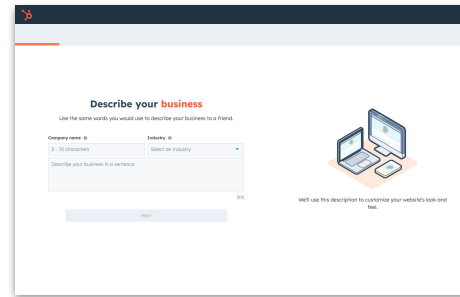 Describe your business
Use the same words you would use to describe your business to a friend.
Company name
Industry
2 - 70 characters
Select an industry
Describe your business in a sentence
We'll use this description to customize your website's look and
feel.